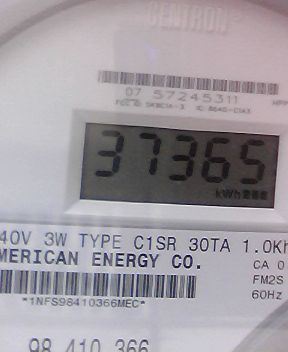 CENTRON®
07 57245311
37365
kWh
40V 3W TYPE C1SR 30TA 1.0Kh
MERICAN ENERGY CO.
CA 0
FM2S
60Hz
*1NFS98410366MEC*
98 410 366